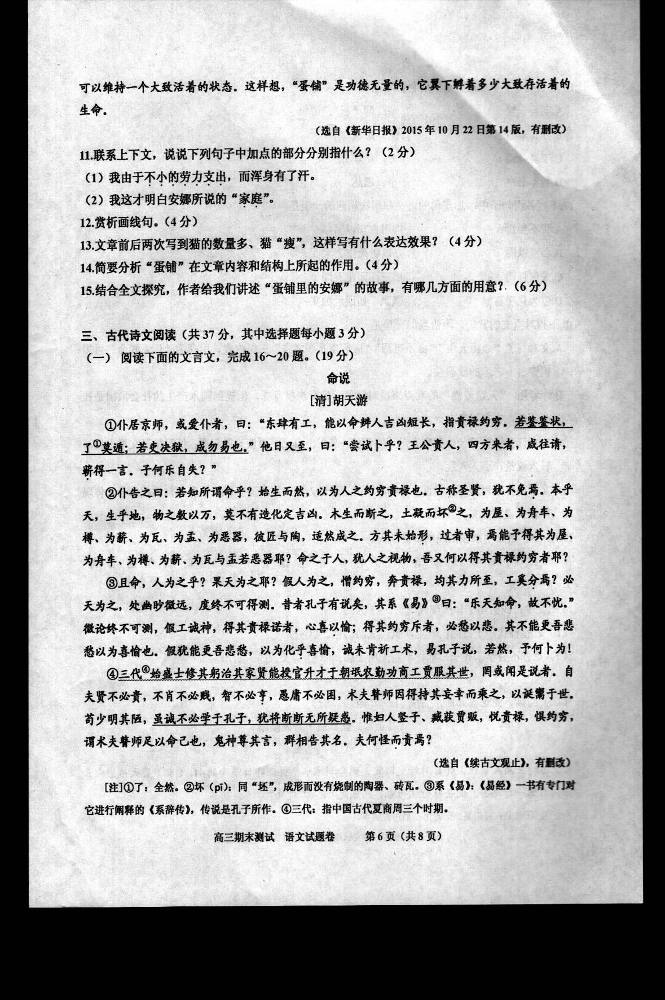 可以维持一个大致活着的状态。这样想，“蛋铺”是功德无量的，它翼下孵着多少大致存活着的
生命。
（选自《新华日报》2015年10月22日第14版，有删改）
11.联系上下文，说说下列句子中加点的部分分别指什么？（2分）
（1）我由于不小的劳力支出，而浑身有了汗。
（2）我这才明白安娜所说的“家庭”。
12.赏析画线句。（4分）
13.文章前后两次写到猫的数量多、猫“瘦”，这样写有什么表达效果？（4分）
14.简要分析“蛋铺”在文章内容和结构上所起的作用。（4分）
15.结合全文探究，作者给我们讲述“蛋铺里的安娜”的故事，有哪几方面的用意？（6分）
三、古代诗文阅读（共37分，其中选择题每小题3分）
（一） 阅读下面的文言文，完成16～20题。（19分）
命说
[清]胡天游
①仆居京师，或爱仆者，曰：“东肆有工，能以命辨人吉凶短长，指贵禄约穷。若鉴鉴状，
了①莫遁；若吏决狱，成勿易也。”他日又至，曰：“尝试卜乎？王公贵人，四方来者，咸往请，
蕲得一言。子何乐自失？”
②仆告之曰：若知所谓命乎？始生而然，以为人之约穷贵禄也。古称圣贤，犹不免焉。本乎
天，生乎地，物之数以万，莫不有造化定吉凶。木生而断之，土凝而坏②之，为屋、为舟车、为
樽、为薪、为瓦、为盂、为恶器，彼匠与陶，适然成之。方其未始形，过者审，焉能予得其为屋、
为舟车、为樽、为薪、为瓦与盂若恶器耶？命之于人，犹人之视物，吾又何以得其贵禄约穷者耶？
③且命，人为之乎？果天为之耶？假人为之，憎约穷，奔贵禄，均其力所至，工奚分焉？必
天为之，处幽眇微远，度终不可得测。昔者孔子有说矣，其系《易》③曰：“乐天知命，故不忧。”
微论终不可测，假工诚神，得其贵禄诺者，心喜以愉；得其约穷斥者，必愁以悲。其不能更吾悲
愁以为喜愉也。假犹能更吾悲愁，以为化乎喜愉，诚未肯祈工术，易孔子说，若然，予何卜为！
④三代④始盛士修其躬治其家贤能授官升才于朝氓农勤功商工贾服其世，罔或闻是说者。自
夫贤不必贵，不肖不必贱，智不必亨，愚庸不必困，术夫瞽师因得持其妄幸而乘之，以诞鬻于世。
苟少明其陋，虽诚不必学于孔子，犹将断断无所疑惑。惟妇人竖子、臧获贾贩，悦贵禄，惧约穷，
谓术夫瞽师足以命己也，鬼神尊其言，群相告其名。夫何怪而责焉？
（选自《续古文观止》，有删改）
[注]①了：全然。②坏（pī）：同“坯”，成形而没有烧制的陶器、砖瓦。③系《易》：《易经》一书有专门对
它进行阐释的《系辞传》，传说是孔子所作。④三代：指中国古代夏商周三个时期。
高三期末测试 语文试题卷 第6页（共8页）